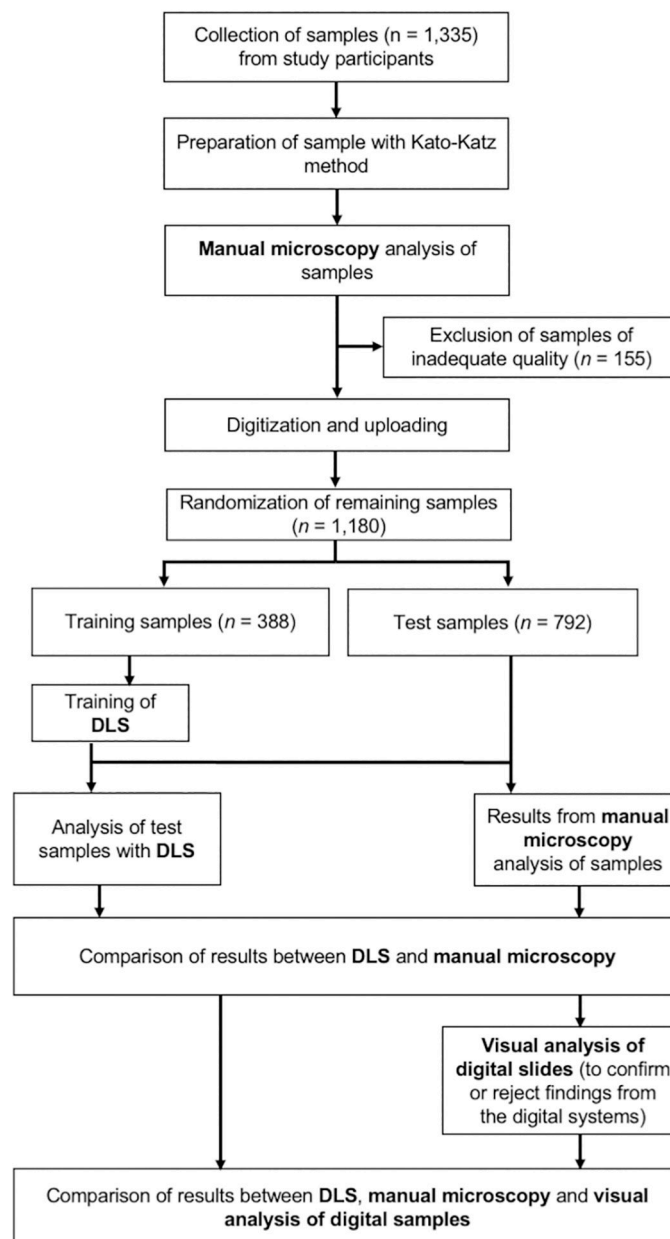 Collection of samples (n = 1,335)
from study participants
Preparation of sample with Kato-Katz
method
Manual microscopy analysis of
samples
Exclusion of samples of
inadequate quality (n = 155)
Digitization and uploading
Randomization of remaining samples
(n = 1,180)
Training samples (n = 388)
Test samples (n = 792)
Training of
DLS
Analysis of test
samples with DLS
Results from manual
microscopy
analysis of samples
Comparison of results between DLS and manual microscopy
Visual analysis of
digital slides (to confirm
or reject findings from
the digital systems)
Comparison of results between DLS, manual microscopy and visual
analysis of digital samples